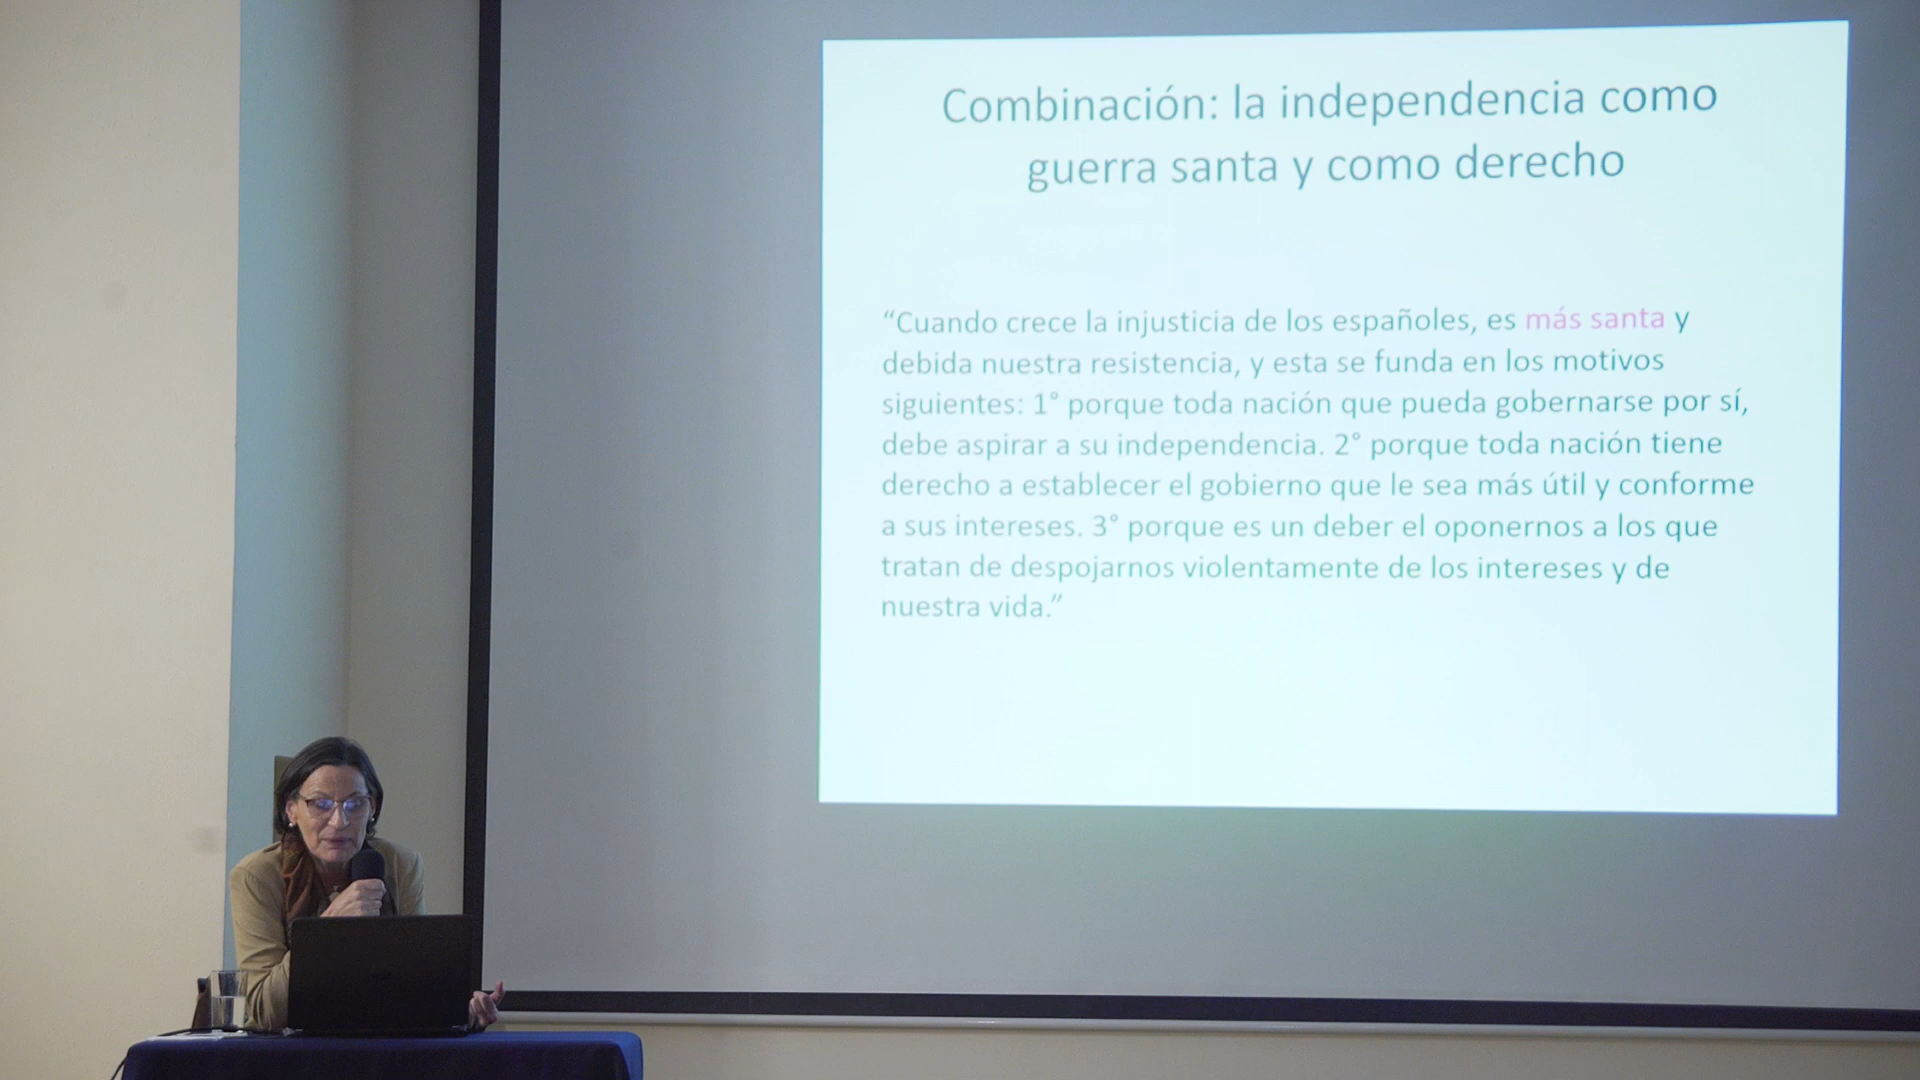 Combinación: la independencia como
guerra santa y como derecho
“Cuando crece la injusticia de los españoles, es más santa y
debida nuestra resistencia, y esta se funda en los motivos
siguientes: 1° porque toda nación que pueda gobernarse por sí,
debe aspirar a su independencia. 2° porque toda nación tiene
derecho a establecer el gobierno que le sea más útil y conforme
a sus intereses. 3° porque es un deber el oponernos a los que
tratan de despojarnos violentamente de los intereses y de
nuestra vida.”